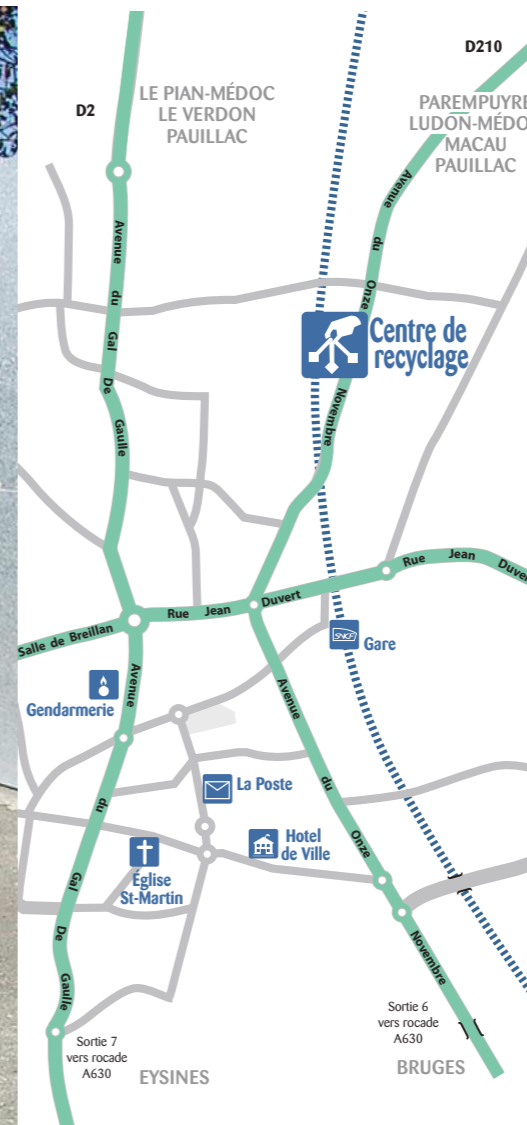 D210
D2
LE PIAN-MÉDOC
LE VERDON
PAUILLAC
PAREMPUYRE
LUDON-MÉDO
MACAU
PAUILLAC
Avenue du Gal De Gaulle
Avenue du Onze Novembre
Centre de
recyclage
Rue Jean Duvert
Rue Jean Duver
Salle de Breillan
SNCF
Gare
Gendarmerie
Avenue du Gal De Gaulle
Avenue du Onze Novembre
La Poste
Hotel
de Ville
Église
St-Martin
Sortie 6
vers rocade
A630
Sortie 7
vers rocade
A630
EYSINES
BRUGES